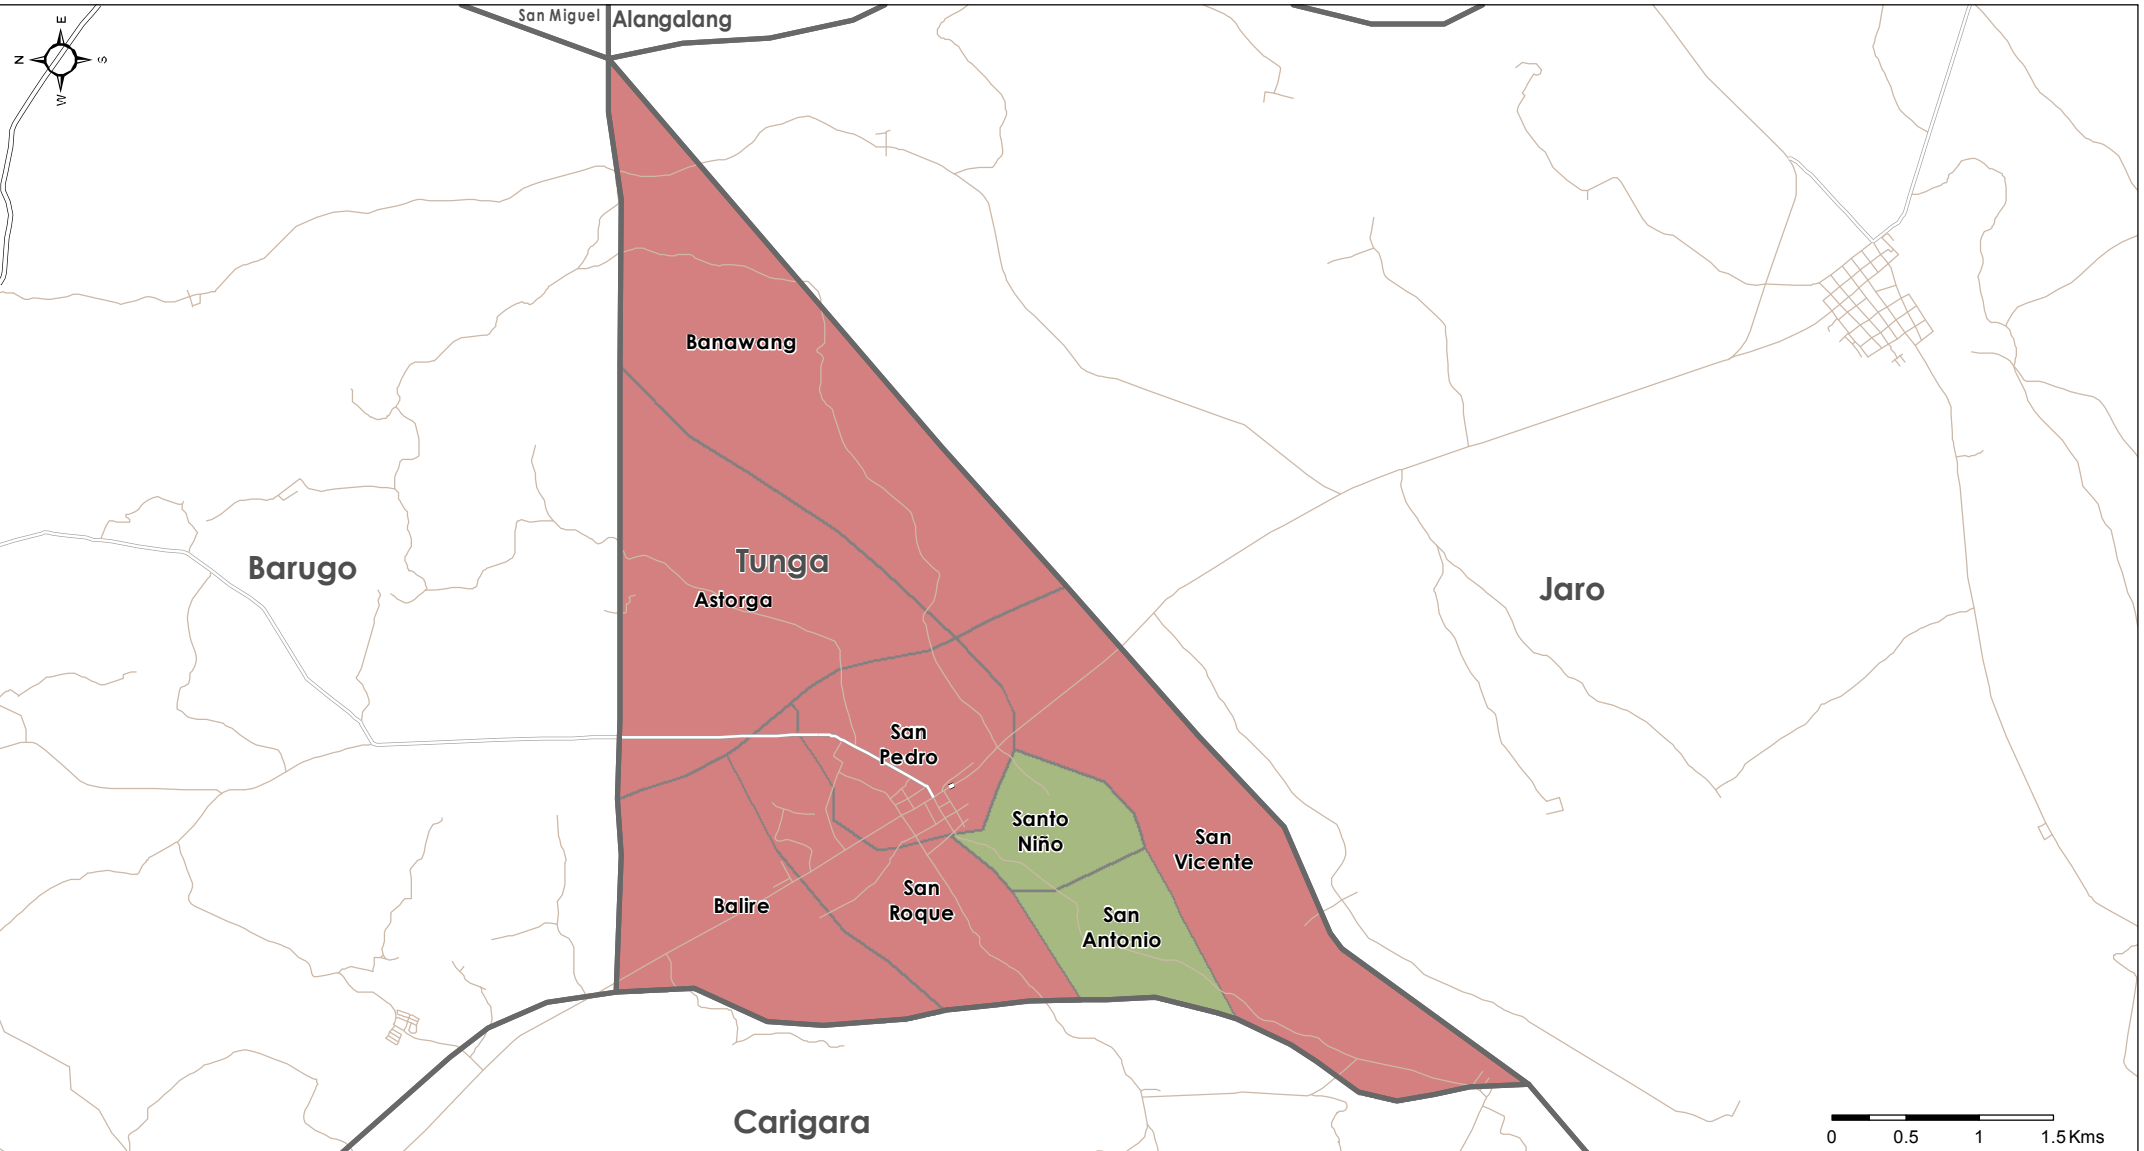 San Miguel
Alangalang
E
N
S
W
Banawang
Tunga
Barugo
Jaro
Astorga
San
Pedro
Santo
Niño
San
Vicente
San
Roque
Balire
San
Antonio
Carigara
0 0.5 1 1.5 Kms